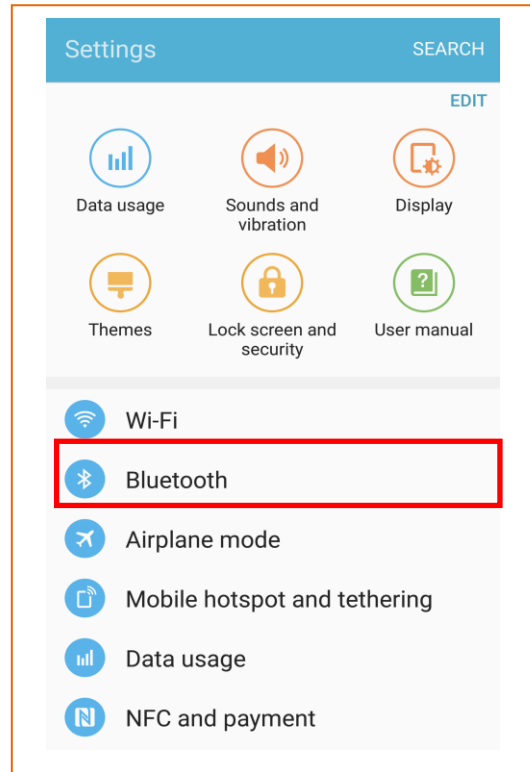 Settings SEARCH
EDIT
Data usage Sounds and vibration Display
Themes Lock screen and security User manual
Wi-Fi
Bluetooth
Airplane mode
Mobile hotspot and tethering
Data usage
NFC and payment